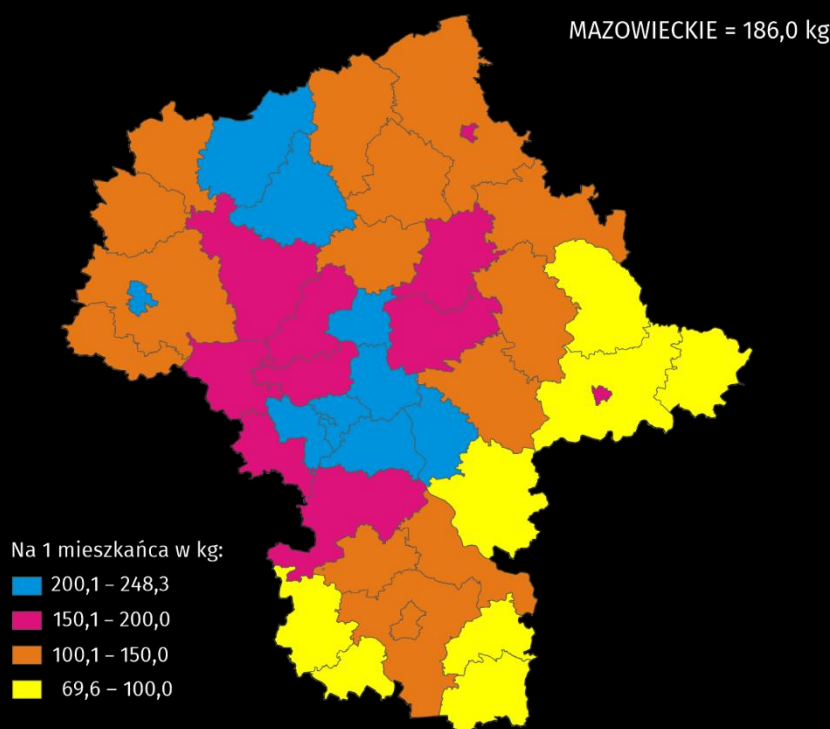 MAZOWIECKIE = 186,0 kg
Na 1 mieszkańca w kg:
200,1 – 248,3
150,1 – 200,0
100,1 – 150,0
69,6 – 100,0